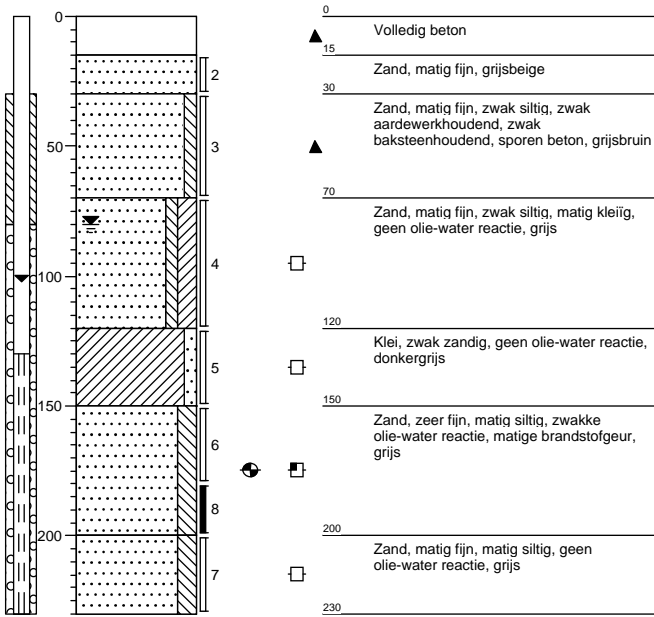 0
50
100
150
200
2
3
4
5
6
8
7
0
Volledig beton
15
Zand, matig fijn, grijsbeige
30
Zand, matig fijn, zwak siltig, zwak
aardewerkhoudend, zwak
baksteenhoudend, sporen beton, grijsbruin
70
Zand, matig fijn, zwak siltig, matig kleiïg,
geen olie-water reactie, grijs
120
Klei, zwak zandig, geen olie-water reactie,
donkergrijs
150
Zand, zeer fijn, matig siltig, zwakke
olie-water reactie, matige brandstofgeur,
grijs
200
Zand, matig fijn, matig siltig, geen
olie-water reactie, grijs
230